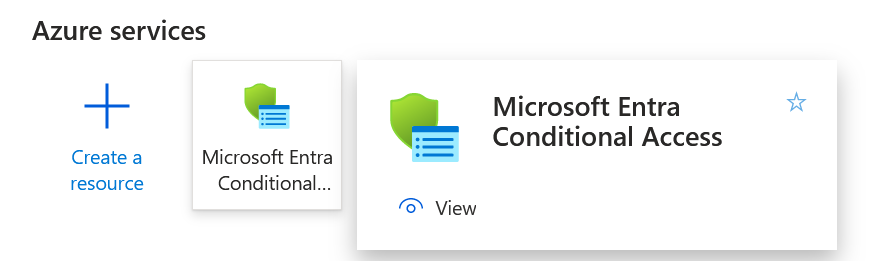 Azure services
Create a
resource
Microsoft Entra
Conditional...
Microsoft Entra
Conditional Access
View